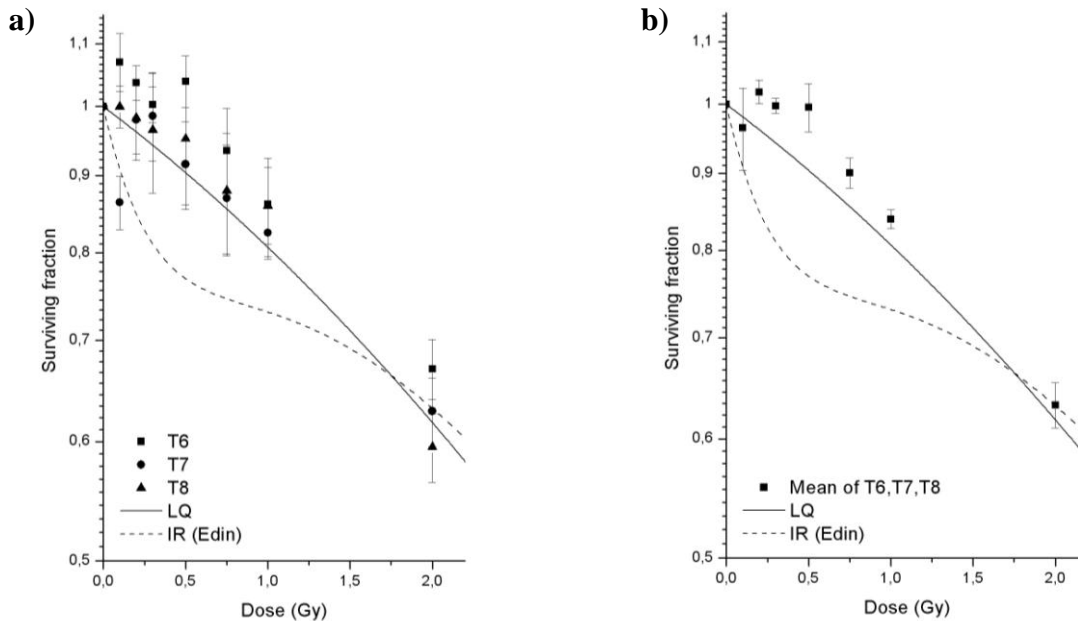 a)
1,1
1
0,9
0,8
0,7
0,6
0,5
Surviving fraction
T6
T7
T8
LQ
IR (Edin)
0,0 0,5 1,0 1,5 2,0
Dose (Gy)
b)
1,1
1
0,9
0,8
0,7
0,6
0,5
Surviving fraction
Mean of T6,T7,T8
LQ
IR (Edin)
0,0 0,5 1,0 1,5 2,0
Dose (Gy)